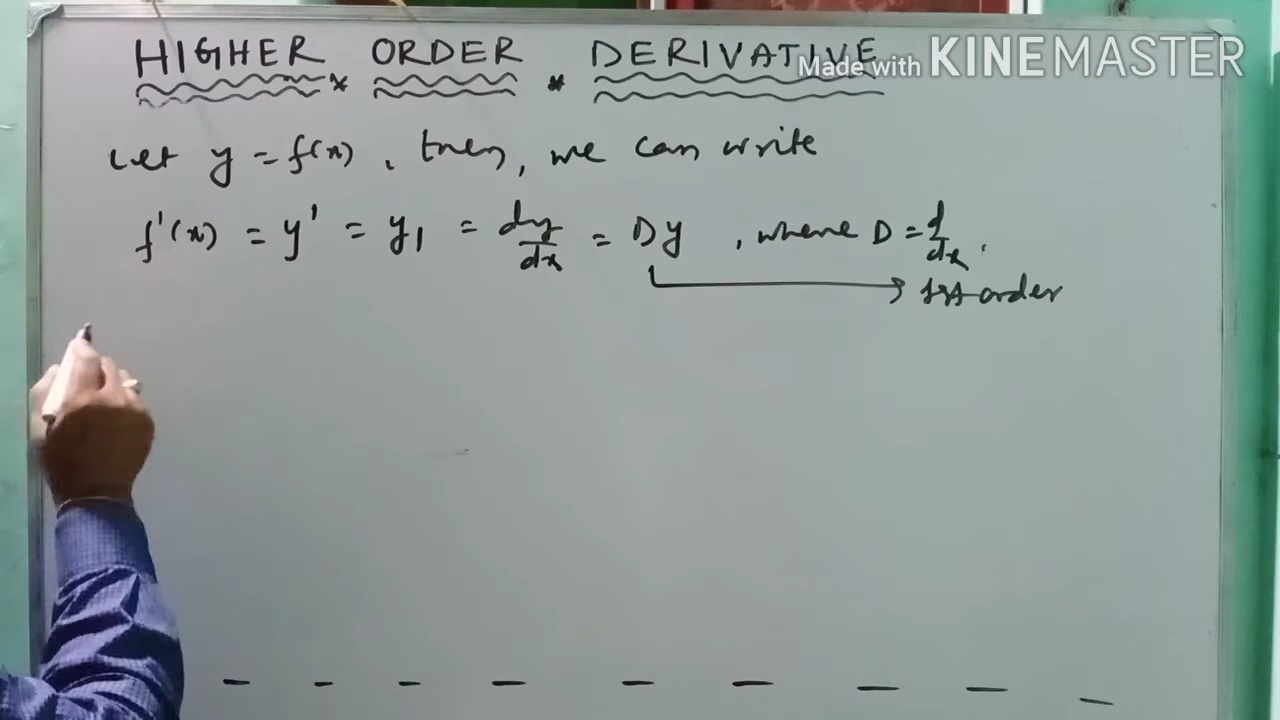 HIGHER * ORDER * DERIVATIVE
Made with KINEMASTER
Let y = f(x), then, we can write
f'(x) = y' = y₁ = dy/dx = Dy, where D = d/dx.
1st order